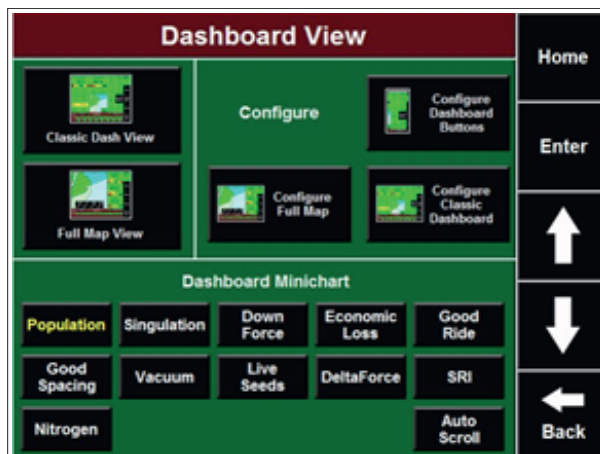 Dashboard View
Home
Classic Dash View
Configure
Configure
Dashboard
Buttons
Enter
Full Map View
Configure
Full Map
Configure
Classic
Dashboard
Dashboard Minichart
Population
Singulation
Down
Force
Economic
Loss
Good
Ride
Good
Spacing
Vacuum
Live
Seeds
DeltaForce
SRI
Nitrogen
Auto
Scroll
Back